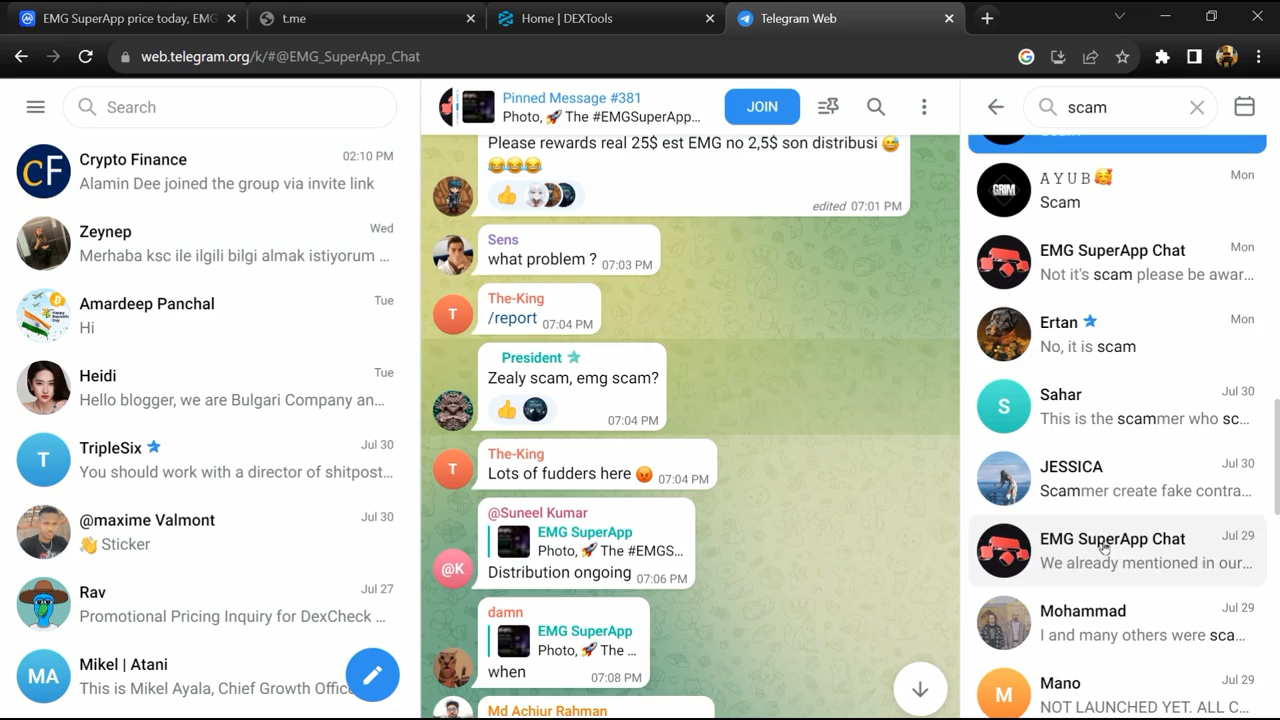 EMG SuperApp price today, EMG
t.me
Home | DEXTools
Telegram Web
web.telegram.org/k/#@EMG_SuperApp_Chat
Search
Crypto Finance 02:10 PM
Alamin Dee joined the group via invite link
Zeynep Wed
Merhaba ksc ile ilgili bilgi almak istiyorum ...
Amardeep Panchal Tue
Hi
Heidi Tue
Hello blogger, we are Bulgari Company an...
T
TripleSix Jul 30
You should work with a director of shitpost...
@maxime Valmont Jul 30
👋 Sticker
Rav Jul 27
Promotional Pricing Inquiry for DexCheck ...
MA
Mikel | Atani
This is Mikel Ayala, Chief Growth Offic
Pinned Message #381
Photo, 🚀 The #EMGSuperApp...
JOIN
Please rewards real 25$ est EMG no 2,5$ son distribusi 😅
😂😂😂
edited 07:01 PM
Sens
what problem ? 07:03 PM
T
The-King
/report 07:04 PM
President
Zealy scam, emg scam?
07:04 PM
T
The-King
Lots of fudders here 😡 07:04 PM
@Suneel Kumar
EMG SuperApp
Photo, 🚀 The #EMGS...
@K
Distribution ongoing 07:06 PM
damn
EMG SuperApp
Photo, 🚀 The ...
when 07:08 PM
Md Achiur Rahman
scam
GRIM
A Y U B 🥰 Mon
Scam
EMG SuperApp Chat Mon
Not it's scam please be awar...
Ertan Mon
No, it is scam
S
Sahar Jul 30
This is the scammer who sc...
JESSICA Jul 30
Scammer create fake contra...
EMG SuperApp Chat Jul 29
We already mentioned in our...
Mohammad Jul 29
I and many others were sca...
M
Mano Jul 29
NOT LAUNCHED YET. ALL C...